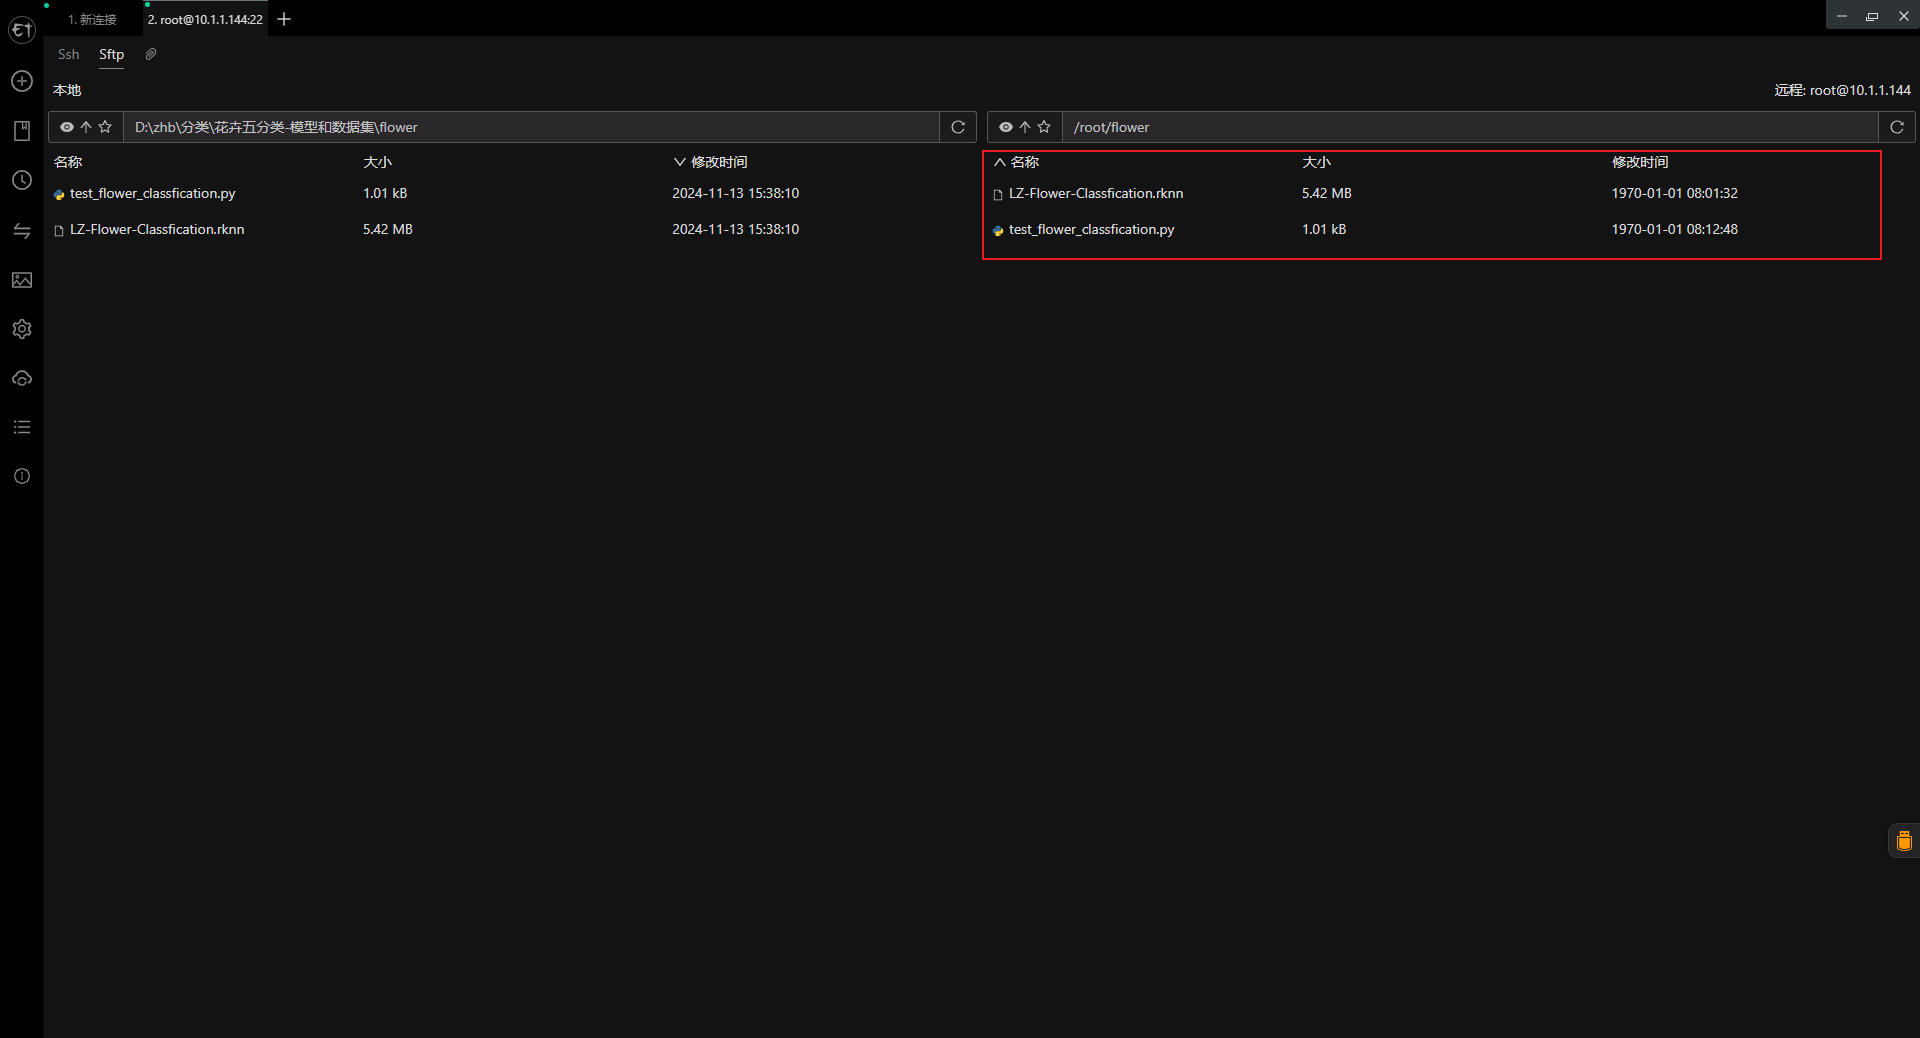 1. 新连接
2. root@10.1.1.144:22
Ssh
Sftp
本地
远程: root@10.1.1.144
D:\zhb\分类\花卉五分类-模型和数据集\flower
/root/flower
名称 大小 修改时间
test_flower_classfication.py 1.01 kB 2024-11-13 15:38:10
LZ-Flower-Classfication.rknn 5.42 MB 2024-11-13 15:38:10
名称 大小 修改时间
LZ-Flower-Classfication.rknn 5.42 MB 1970-01-01 08:01:32
test_flower_classfication.py 1.01 kB 1970-01-01 08:12:48